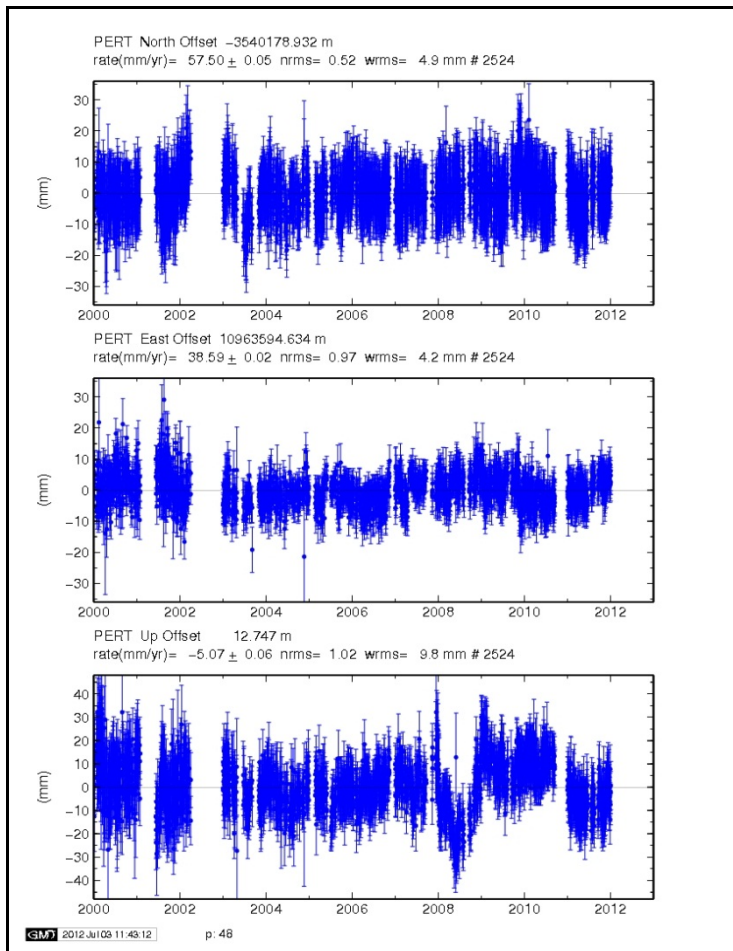 PERT North Offset -3540178.932 m
rate(mm/yr)= 57.50 ± 0.05 nrms= 0.52 wrms= 4.9 mm # 2524
30
20
10
0
-10
-20
-30
(mm)
2000 2002 2004 2006 2008 2010 2012
PERT East Offset 10963594.634 m
rate(mm/yr)= 38.59 ± 0.02 nrms= 0.97 wrms= 4.2 mm # 2524
30
20
10
0
-10
-20
-30
(mm)
2000 2002 2004 2006 2008 2010 2012
PERT Up Offset 12.747 m
rate(mm/yr)= -5.07 ± 0.06 nrms= 1.02 wrms= 9.8 mm # 2524
40
30
20
10
0
-10
-20
-30
-40
(mm)
2000 2002 2004 2006 2008 2010 2012
GMT 2012 Jul 03 11:43:12 p: 48